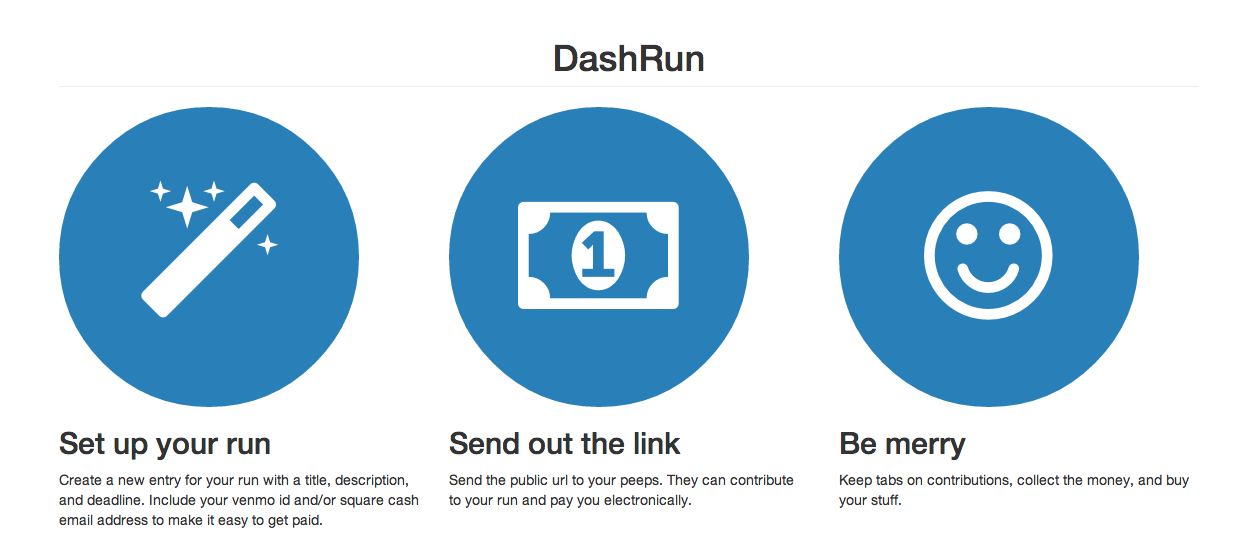 DashRun
1
Set up your run
Create a new entry for your run with a title, description,
and deadline. Include your venmo id and/or square cash
email address to make it easy to get paid.
Send out the link
Send the public url to your peeps. They can contribute
to your run and pay you electronically.
Be merry
Keep tabs on contributions, collect the money, and buy
your stuff.